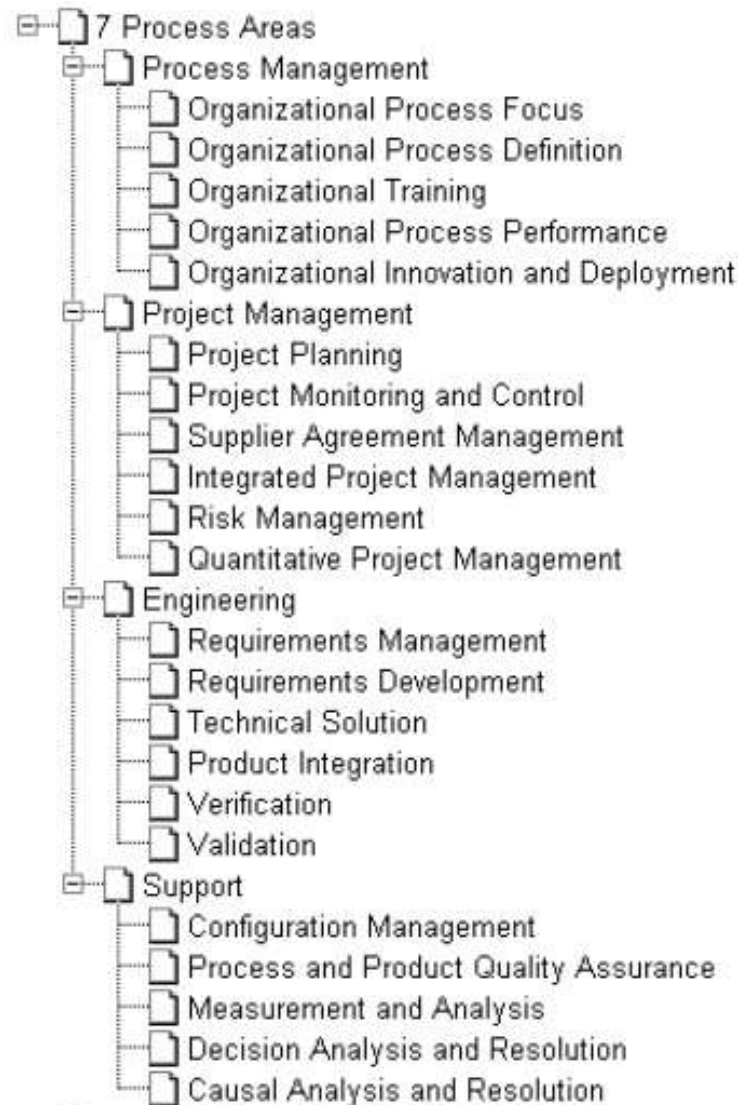 7 Process Areas
Process Management
Organizational Process Focus
Organizational Process Definition
Organizational Training
Organizational Process Performance
Organizational Innovation and Deployment
Project Management
Project Planning
Project Monitoring and Control
Supplier Agreement Management
Integrated Project Management
Risk Management
Quantitative Project Management
Engineering
Requirements Management
Requirements Development
Technical Solution
Product Integration
Verification
Validation
Support
Configuration Management
Process and Product Quality Assurance
Measurement and Analysis
Decision Analysis and Resolution
Causal Analysis and Resolution